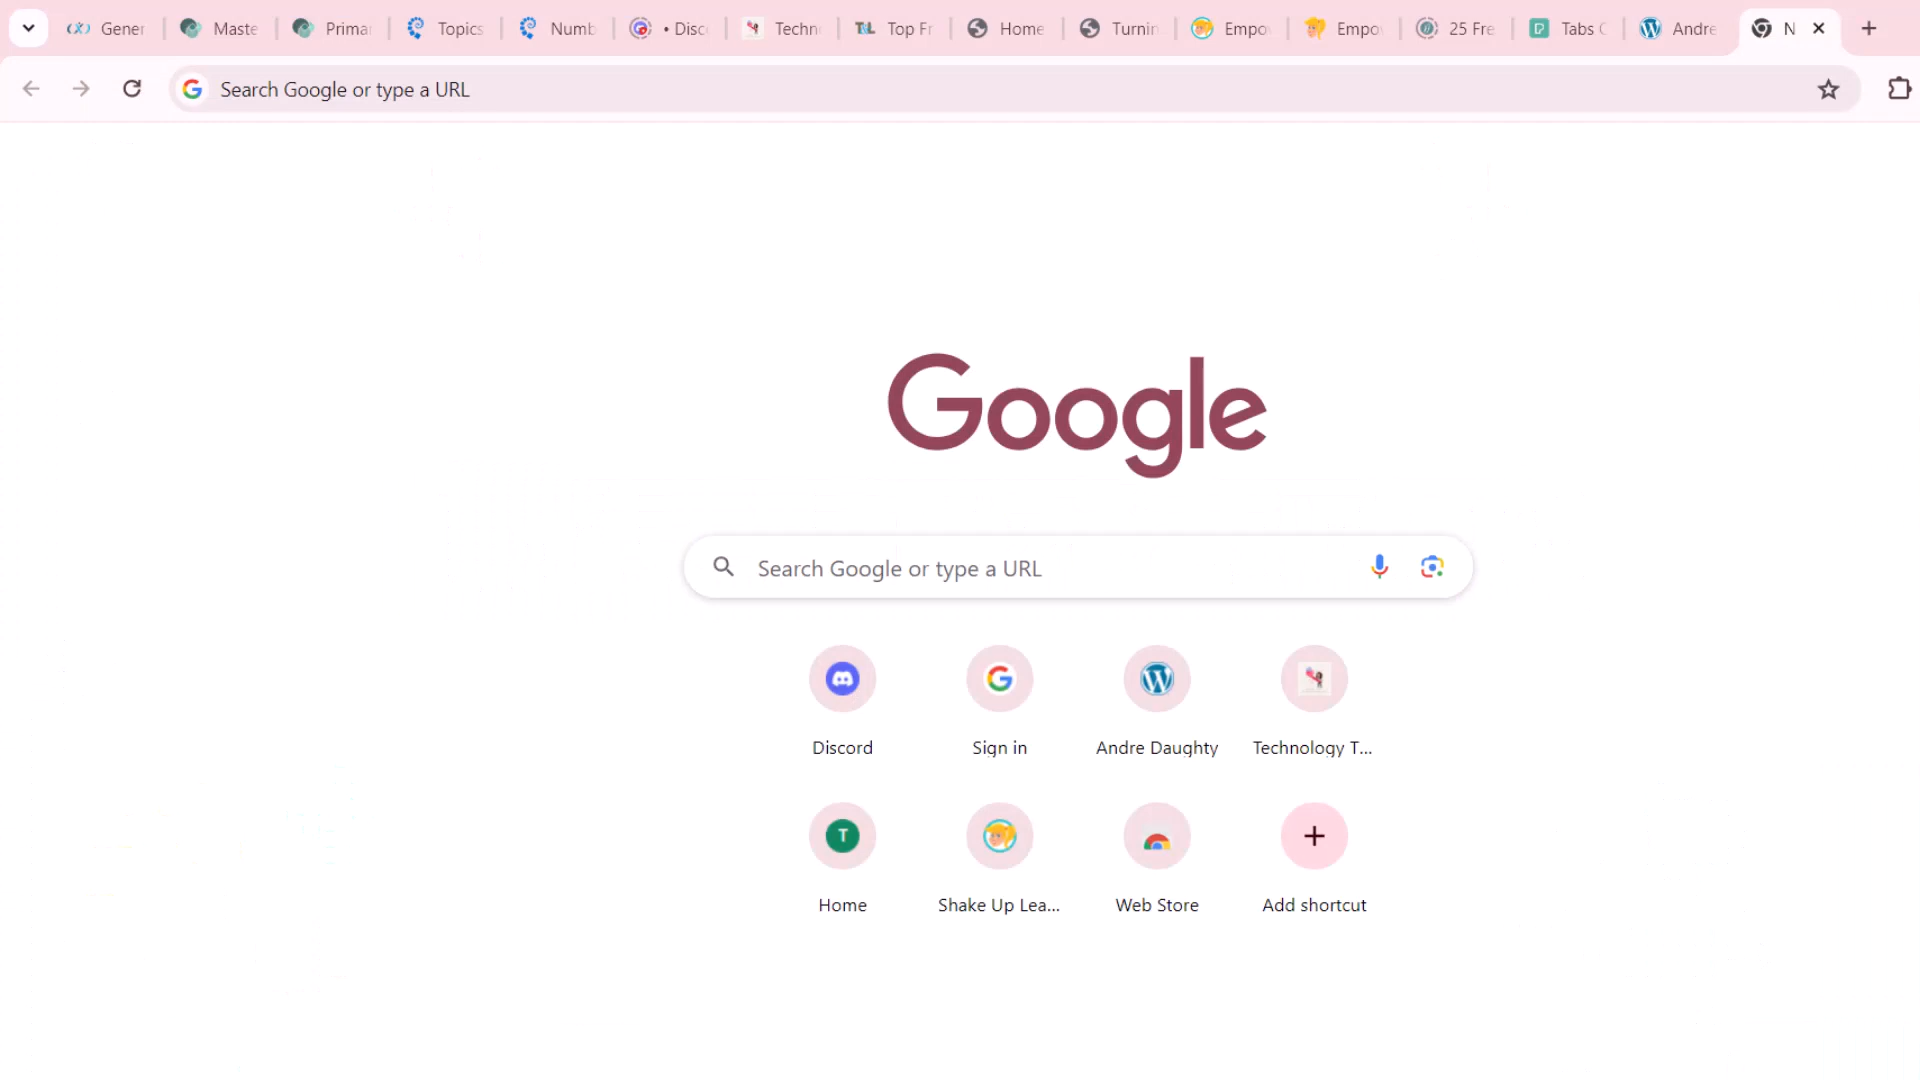 Gener Maste Primar Topics Numb • Disco Techn Top Fr Home Turnin Empo Empo 25 Fre Tabs C Andre N
Search Google or type a URL
Google
Search Google or type a URL
Discord Sign in Andre Daughty Technology T...
T
Home Shake Up Lea... Web Store Add shortcut